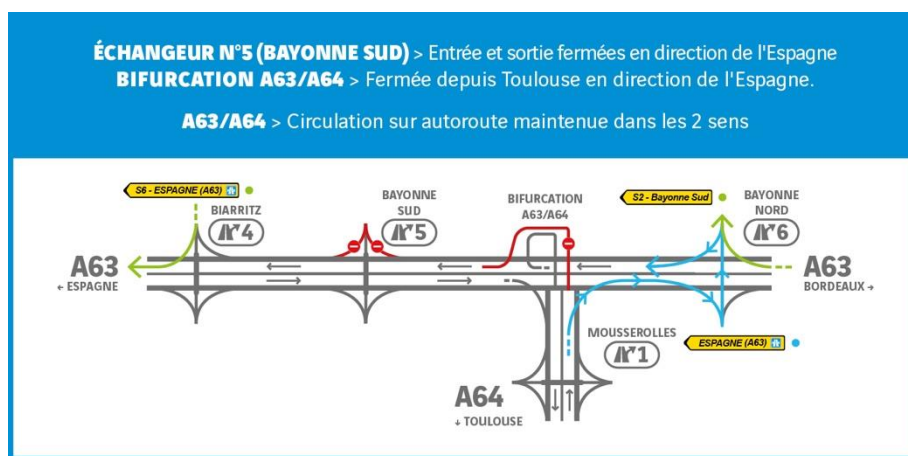 ÉCHANGEUR N°5 (BAYONNE SUD) > Entrée et sortie fermées en direction de l'Espagne
BIFURCATION A63/A64 > Fermée depuis Toulouse en direction de l'Espagne.
A63/A64 > Circulation sur autoroute maintenue dans les 2 sens
S6 - ESPAGNE (A63)
BIARRITZ
4
BAYONNE
SUD
5
BIFURCATION
A63/A64
S2 - Bayonne Sud
BAYONNE
NORD
6
A63
← ESPAGNE
A63
BORDEAUX →
MOUSSEROLLES
1
ESPAGNE (A63)
A64
↓ TOULOUSE